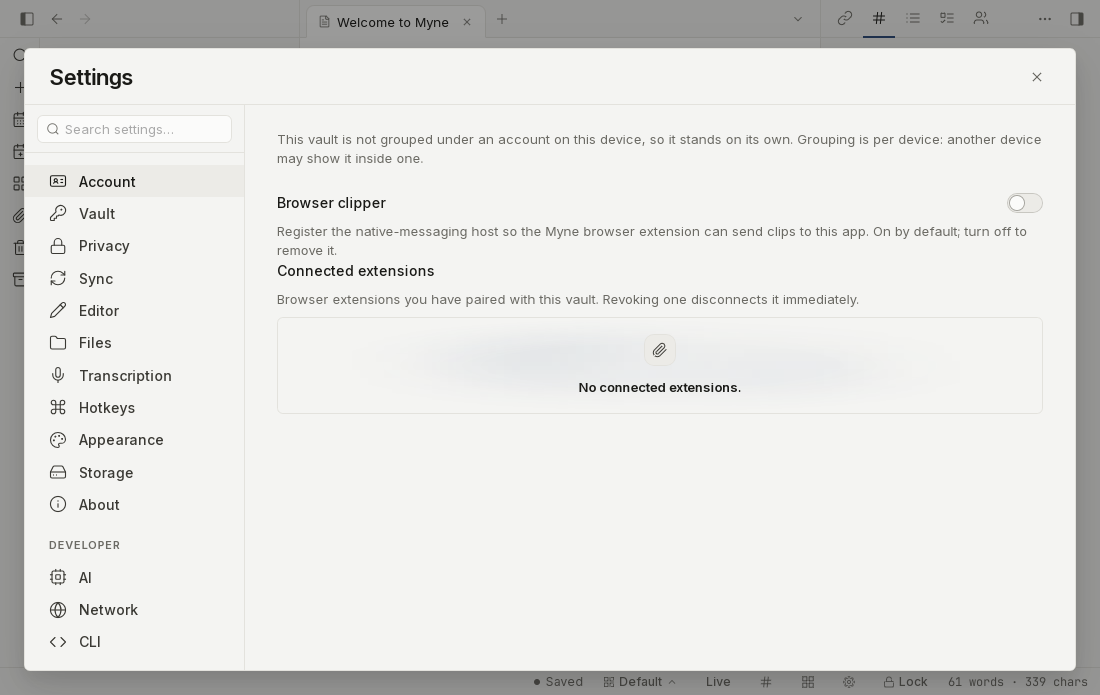 Welcome to Myne
Settings
Search settings...
Account
Vault
Privacy
Sync
Editor
Files
Transcription
Hotkeys
Appearance
Storage
About
DEVELOPER
AI
Network
CLI
This vault is not grouped under an account on this device, so it stands on its own. Grouping is per device: another device
may show it inside one.
Browser clipper
Register the native-messaging host so the Myne browser extension can send clips to this app. On by default; turn off to
remove it.
Connected extensions
Browser extensions you have paired with this vault. Revoking one disconnects it immediately.
No connected extensions.
Saved Default Live Lock 61 words · 339 chars